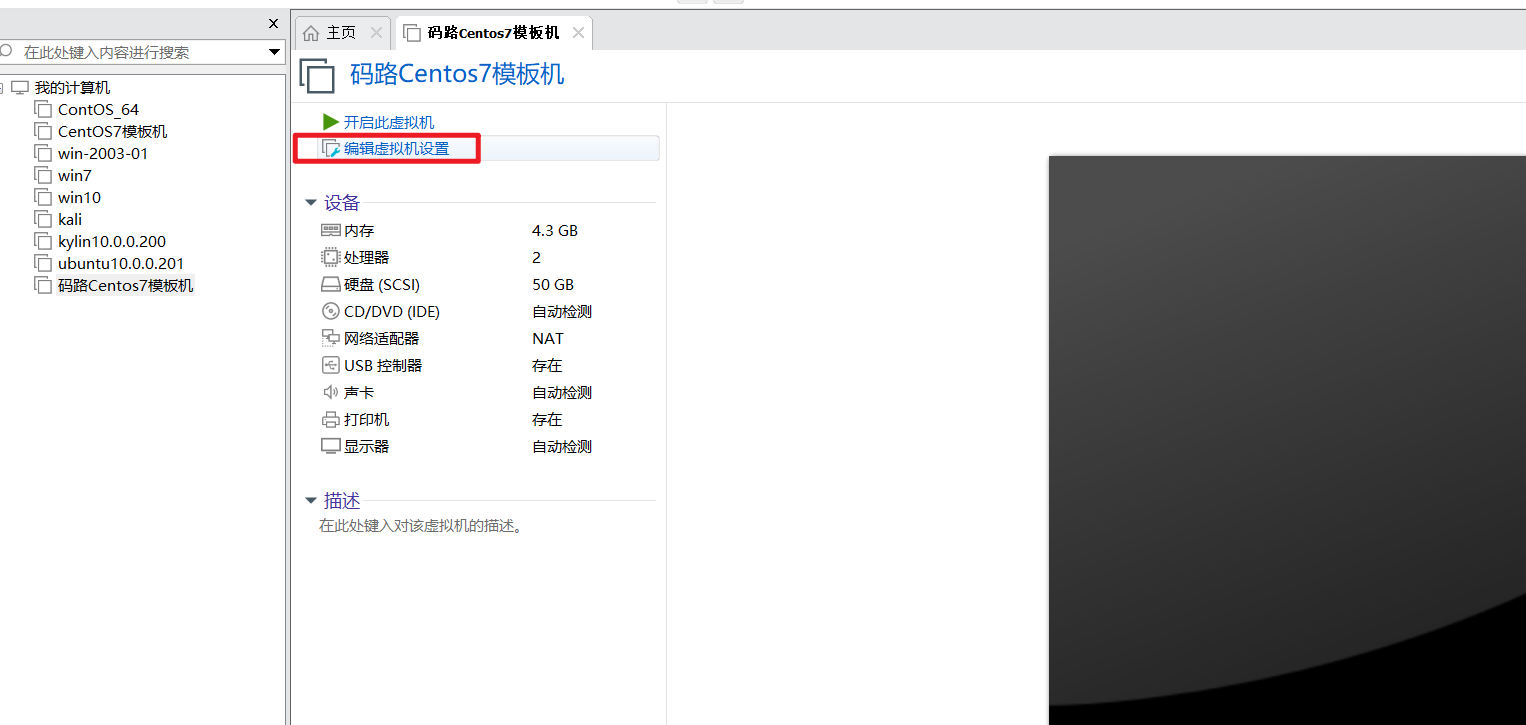 主页
码路Centos7模板机
在此处键入内容进行搜索
我的计算机
ContOS_64
CentOS7模板机
win-2003-01
win7
win10
kali
kylin10.0.0.200
ubuntu10.0.0.201
码路Centos7模板机
码路Centos7模板机
开启此虚拟机
编辑虚拟机设置
设备
内存 4.3 GB
处理器 2
硬盘 (SCSI) 50 GB
CD/DVD (IDE) 自动检测
网络适配器 NAT
USB 控制器 存在
声卡 自动检测
打印机 存在
显示器 自动检测
描述
在此处键入对该虚拟机的描述。